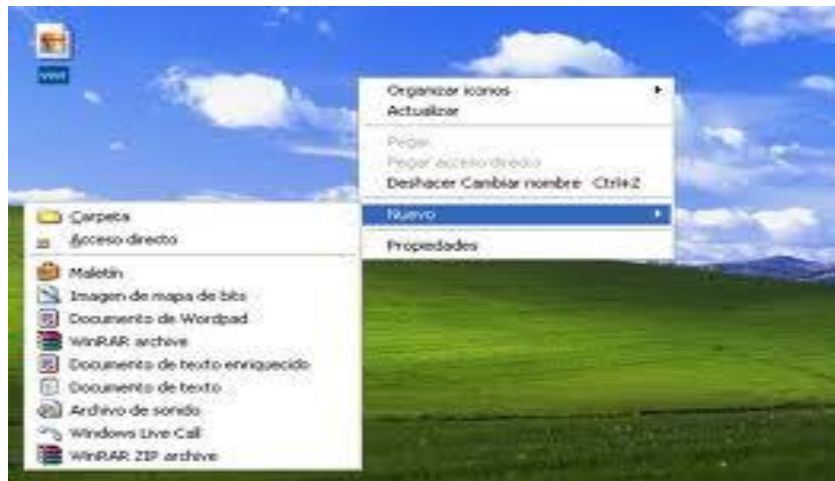 Organizar iconos
Actualizar
Pegar
Pegar acceso directo
Deshacer Cambiar nombre Ctrl+Z
Nuevo
Propiedades
Carpeta
Acceso directo
Maletín
Imagen de mapa de bits
Documento de Wordpad
WinRAR archive
Documento de texto enriquecido
Documento de texto
Archivo de sonido
Windows Live Call
WinRAR ZIP archive